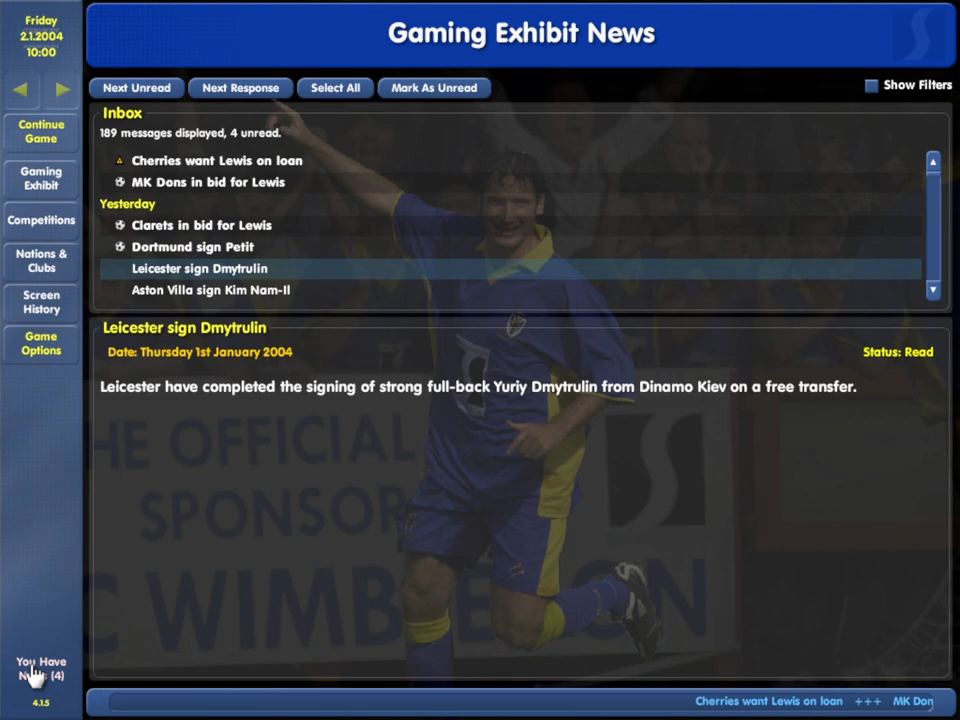 Friday
2.1.2004
10:00
Continue
Game
Gaming
Exhibit
Competitions
Nations &
Clubs
Screen
History
Game
Options
You Have
(4)
4.1.5
Gaming Exhibit News
Next Unread
Next Response
Select All
Mark As Unread
Show Filters
Inbox
189 messages displayed, 4 unread.
Cherries want Lewis on loan
MK Dons in bid for Lewis
Yesterday
Clarets in bid for Lewis
Dortmund sign Petit
Leicester sign Dmytrulin
Aston Villa sign Kim Nam-Il
Leicester sign Dmytrulin
Date: Thursday 1st January 2004
Status: Read
Leicester have completed the signing of strong full-back Yuriy Dmytrulin from Dinamo Kiev on a free transfer.
HE OFFICIAL
SPONSOR
C WIMB
ON
Cherries want Lewis on loan +++ MK Don